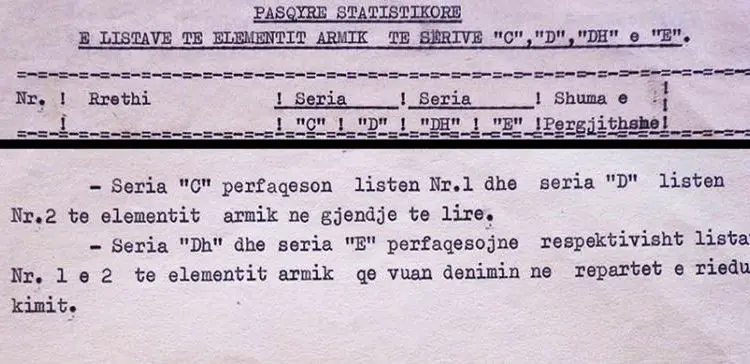 PASQYRE STATISTIKORE
E LISTAVE TE ELEMENTIT ARMIK TE SERIVE "C","D","DH" e "E".
Nr. ! Rrethi ! Seria ! Seria ! Shuma e !
! ! "C" ! "D" ! "DH" ! "E" !Pergjithshe!
- Seria "C" perfaqeson listen Nr.1 dhe seria "D" listen
Nr.2 te elementit armik ne gjendje te lire.
- Seria "Dh" dhe seria "E" perfaqesojne respektivisht lista
Nr. 1 e 2 te elementit armik qe vuan denimin ne repartet e riedu
kimit.